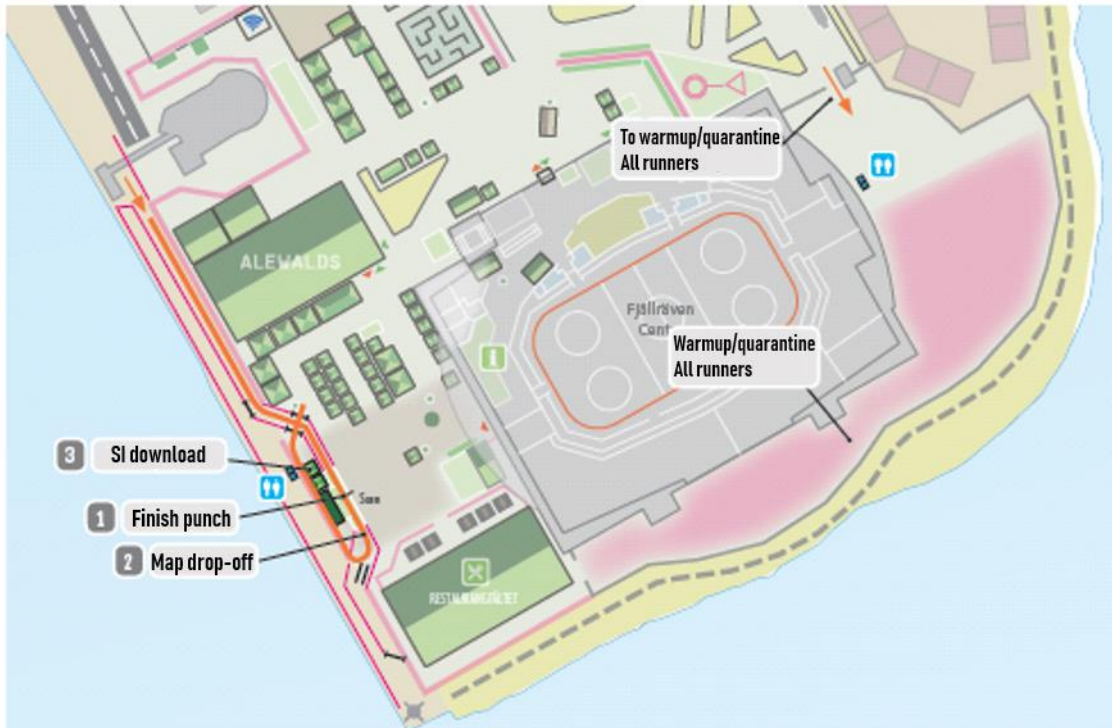 To warmup/quarantine
All runners
ALEWALDS
Fjällräven
Warmup/quarantine
All runners
3 SI download
1 Finish punch
2 Map drop-off